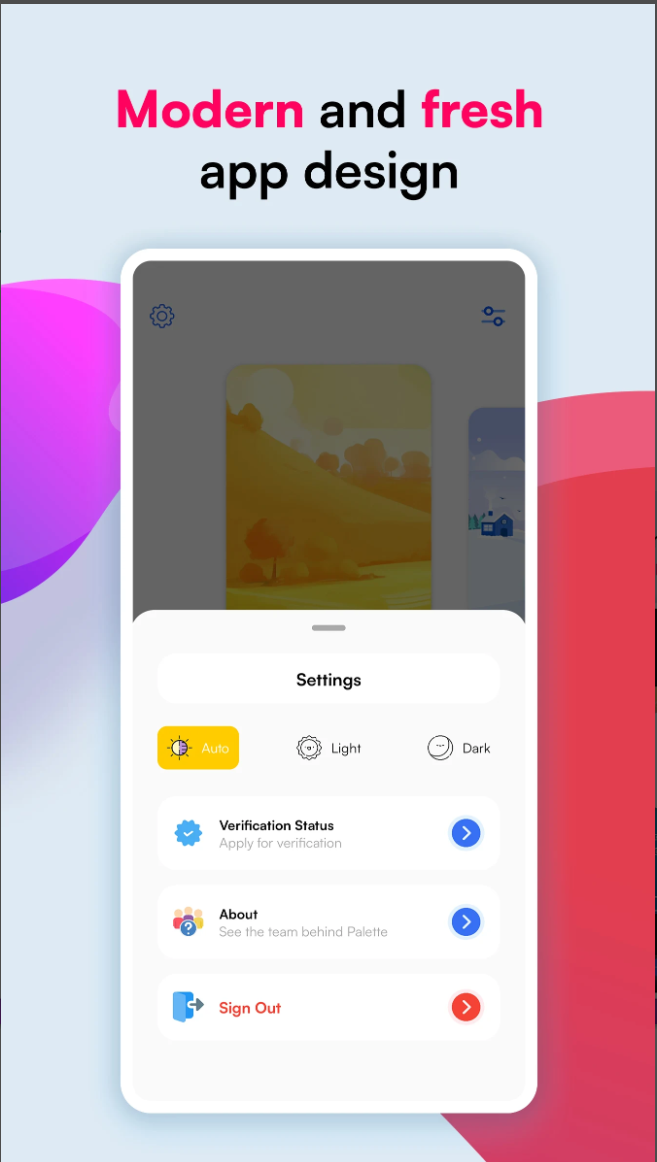 Modern and fresh
app design
Settings
Auto
Light
Dark
Verification Status
Apply for verification
About
See the team behind Palette
Sign Out